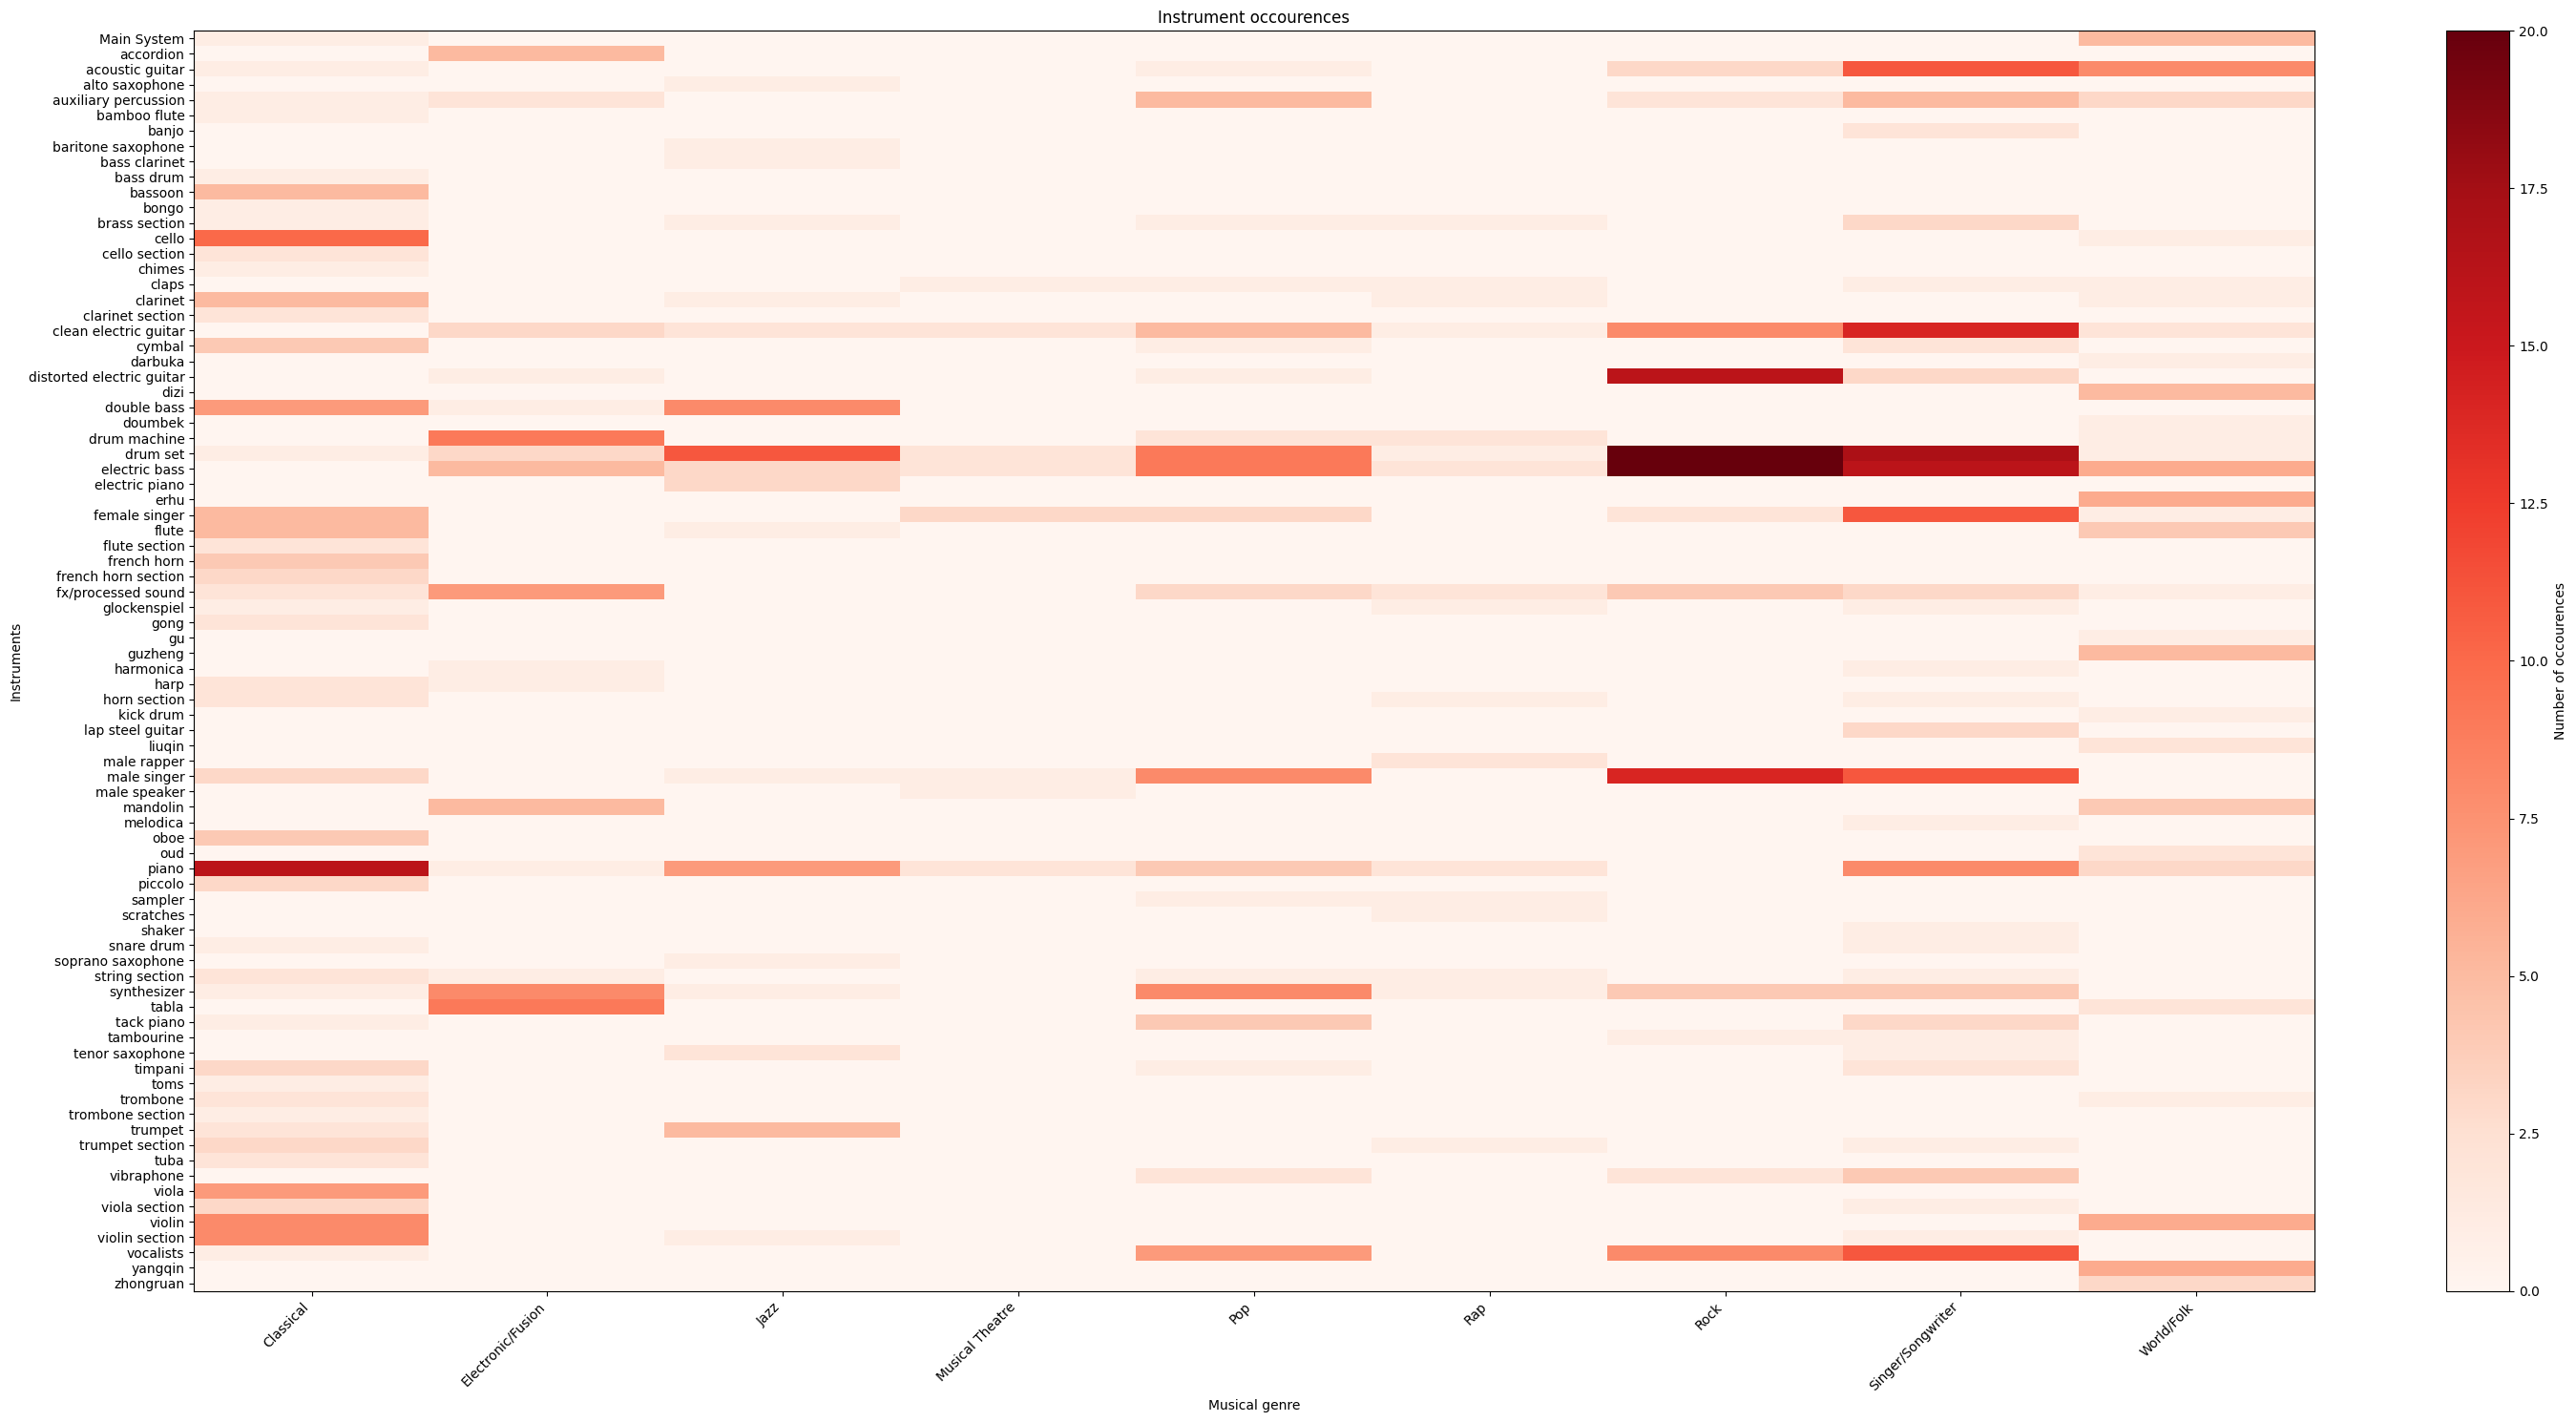 Instrument occourences
Main System
accordion
acoustic guitar
alto saxophone
auxiliary percussion
bamboo flute
banjo
baritone saxophone
bass clarinet
bass drum
bassoon
bongo
brass section
cello
cello section
chimes
claps
clarinet
clarinet section
clean electric guitar
cymbal
darbuka
distorted electric guitar
dizi
double bass
doumbek
drum machine
drum set
electric bass
electric piano
erhu
female singer
flute
flute section
french horn
french horn section
fx/processed sound
glockenspiel
gong
gu
guzheng
harmonica
harp
horn section
kick drum
lap steel guitar
liuqin
male rapper
male singer
male speaker
mandolin
melodica
oboe
oud
piano
piccolo
sampler
scratches
shaker
snare drum
soprano saxophone
string section
synthesizer
tabla
tack piano
tambourine
tenor saxophone
timpani
toms
trombone
trombone section
trumpet
trumpet section
tuba
vibraphone
viola
viola section
violin
violin section
vocalists
yangqin
zhongruan
Instruments
Classical
Electronic/Fusion
Jazz
Musical Theatre
Pop
Rap
Rock
Singer/Songwriter
World/Folk
Musical genre
20.0
17.5
15.0
12.5
10.0
7.5
5.0
2.5
0.0
Number of occourences